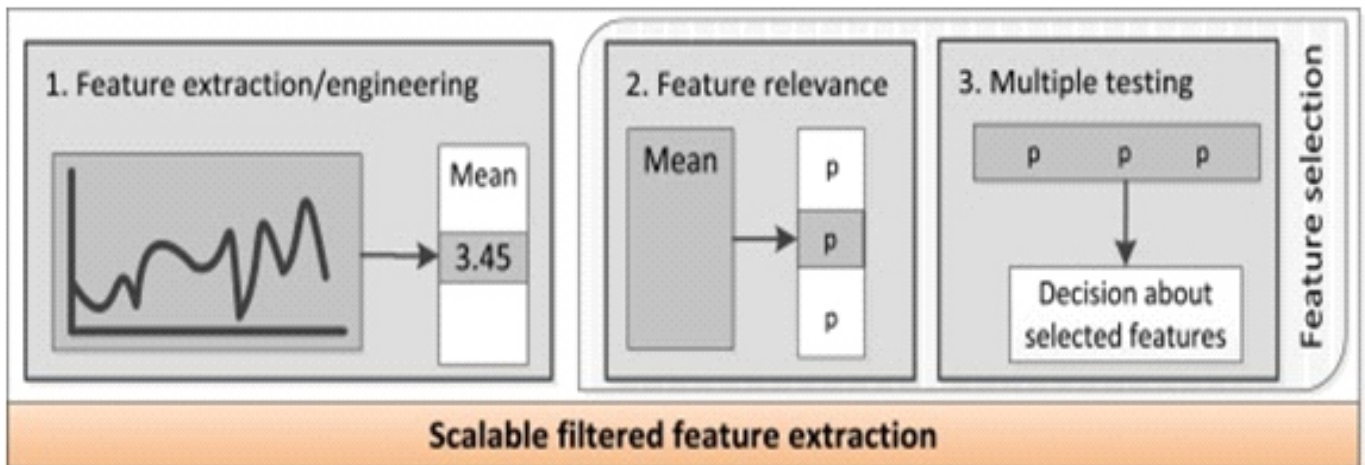 1. Feature extraction/engineering
Mean
3.45
2. Feature relevance
Mean
p
p
p
3. Multiple testing
p p p
Decision about
selected features
Feature selection
Scalable filtered feature extraction